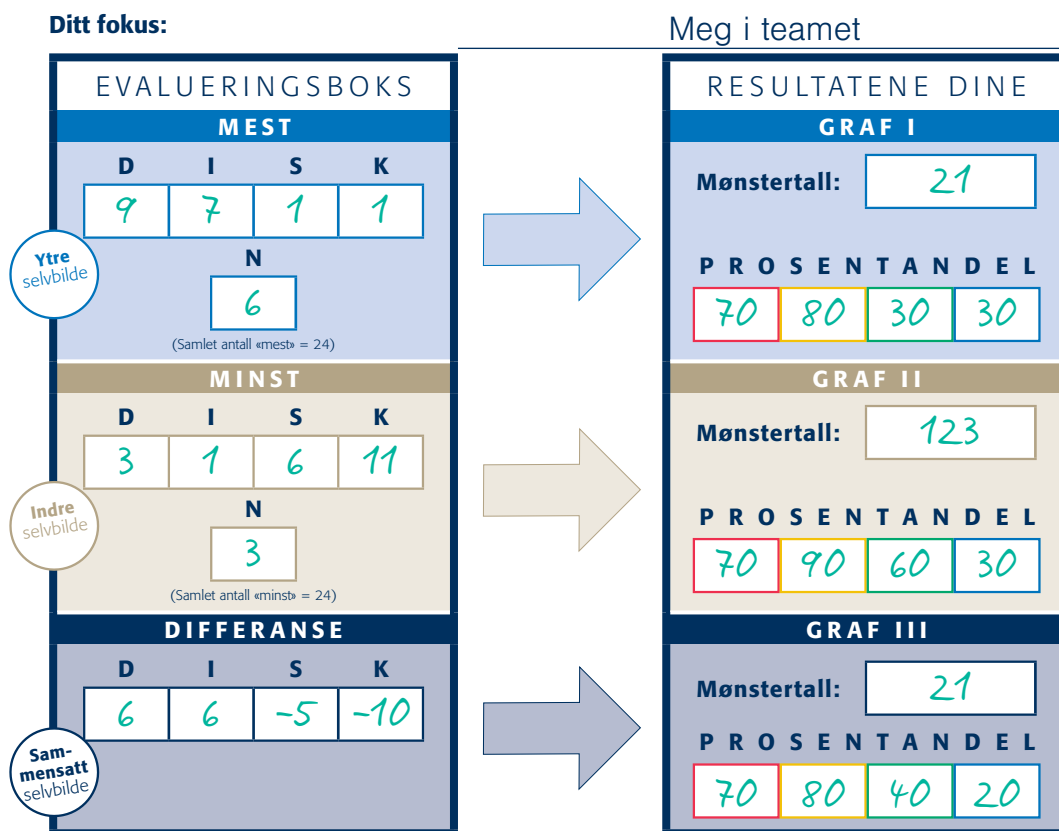 Ditt fokus:
Meg i teamet
EVALUERINGSBOKS
MEST
D I S K
9 7 1 1
Ytre
selvbilde
N
6
(Samlet antall «mest» = 24)
MINST
D I S K
3 1 6 11
Indre
selvbilde
N
3
(Samlet antall «minst» = 24)
DIFFERANSE
D I S K
6 6 -5 -10
Sam-
mensatt
selvbilde
RESULTATENE DINE
GRAF I
Mønstertall: 21
PROSENTANDEL
70 80 30 30
GRAF II
Mønstertall: 123
PROSENTANDEL
70 90 60 30
GRAF III
Mønstertall: 21
PROSENTANDEL
70 80 40 20